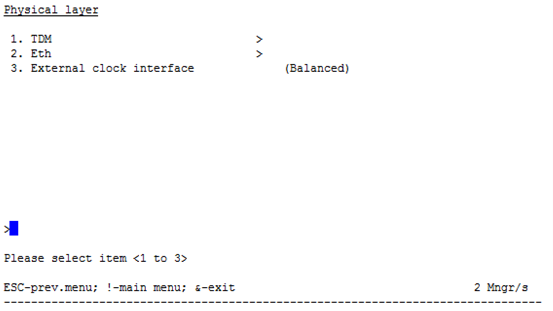 Physical layer
1. TDM >
2. Eth >
3. External clock interface (Balanced)
>
Please select item <1 to 3>
ESC-prev.menu; !-main menu; &-exit 2 Mngr/s
--------------------------------------------------------------------------------